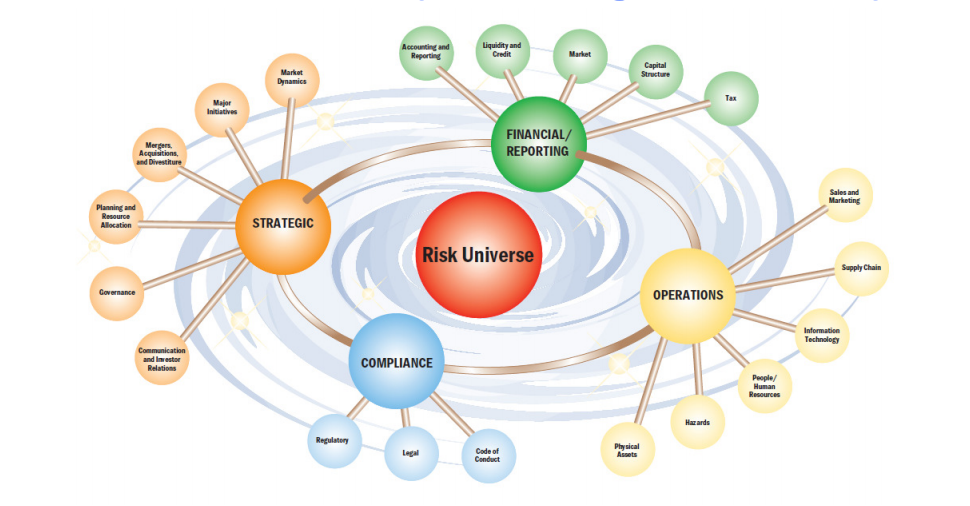 Accounting and
Reporting
Liquidity and
Credit
Market
Capital
Structure
Tax
Market
Dynamics
Major
Initiatives
Mergers,
Acquisitions,
and Divestiture
Planning and
Resource
Allocation
Governance
Communication
and Investor
Relations
FINANCIAL/
REPORTING
STRATEGIC
Risk Universe
OPERATIONS
COMPLIANCE
Sales and
Marketing
Supply Chain
Information
Technology
People/
Human
Resources
Hazards
Physical
Assets
Regulatory
Legal
Code of
Conduct